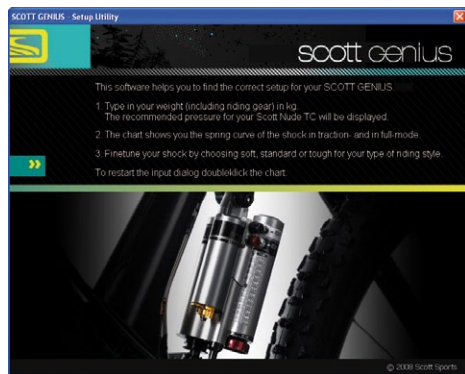 SCOTT GENIUS - Setup Utility
scott genius
This software helps you to find the correct setup for your SCOTT GENIUS
1. Type in your weight (including riding gear) in kg.
The recommended pressure for your Scott Nude TC will be displayed.
2. The chart shows you the spring curve of the shock in traction- and in full-mode.
3. Finetune your shock by choosing soft, standard or tough for your type of riding style.
To restart the input dialog doubleklick the chart.
© 2008 Scott Sports